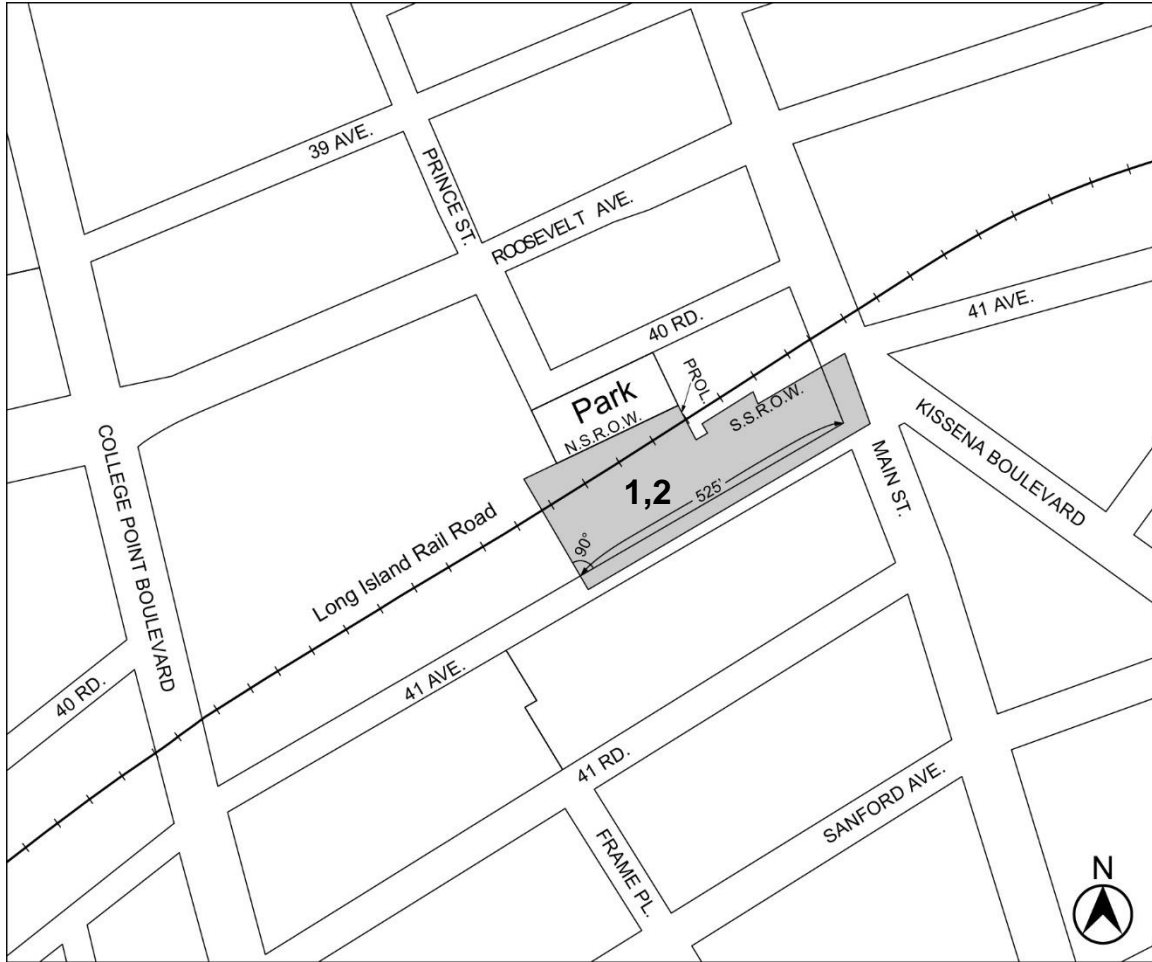 39 AVE.
PRINCE ST.
ROOSEVELT AVE.
40 RD.
41 AVE.
PROL.
Park
N.S.R.O.W.
S.S.R.O.W.
KISSENA BOULEVARD
MAIN ST.
1,2
525'
90°
COLLEGE POINT BOULEVARD
Long Island Rail Road
40 RD.
41 AVE.
41 RD.
SANFORD AVE.
FRAME PL.
N